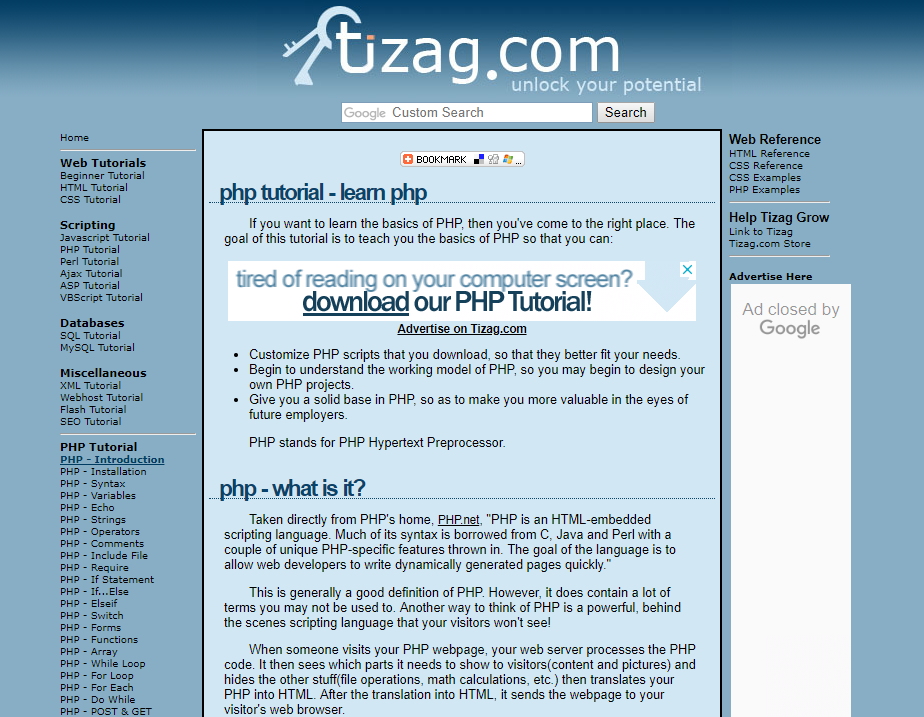 tizag.com
unlock your potential
Google Custom Search
Search
Home
Web Tutorials
Beginner Tutorial
HTML Tutorial
CSS Tutorial
Scripting
Javascript Tutorial
PHP Tutorial
Perl Tutorial
Ajax Tutorial
ASP Tutorial
VBScript Tutorial
Databases
SQL Tutorial
MySQL Tutorial
Miscellaneous
XML Tutorial
Webhost Tutorial
Flash Tutorial
SEO Tutorial
PHP Tutorial
PHP - Introduction
PHP - Installation
PHP - Syntax
PHP - Variables
PHP - Echo
PHP - Strings
PHP - Operators
PHP - Comments
PHP - Include File
PHP - Require
PHP - If Statement
PHP - If...Else
PHP - Elseif
PHP - Switch
PHP - Forms
PHP - Functions
PHP - Array
PHP - While Loop
PHP - For Loop
PHP - For Each
PHP - Do While
PHP - POST & GET
BOOKMARK ...
php tutorial - learn php
If you want to learn the basics of PHP, then you've come to the right place. The
goal of this tutorial is to teach you the basics of PHP so that you can:
tired of reading on your computer screen?
download our PHP Tutorial!
Advertise on Tizag.com
• Customize PHP scripts that you download, so that they better fit your needs.
• Begin to understand the working model of PHP, so you may begin to design your
own PHP projects.
• Give you a solid base in PHP, so as to make you more valuable in the eyes of
future employers.
PHP stands for PHP Hypertext Preprocessor.
php - what is it?
Taken directly from PHP's home, PHP.net, "PHP is an HTML-embedded
scripting language. Much of its syntax is borrowed from C, Java and Perl with a
couple of unique PHP-specific features thrown in. The goal of the language is to
allow web developers to write dynamically generated pages quickly."
This is generally a good definition of PHP. However, it does contain a lot of
terms you may not be used to. Another way to think of PHP is a powerful, behind
the scenes scripting language that your visitors won't see!
When someone visits your PHP webpage, your web server processes the PHP
code. It then sees which parts it needs to show to visitors(content and pictures) and
hides the other stuff(file operations, math calculations, etc.) then translates your
PHP into HTML. After the translation into HTML, it sends the webpage to your
visitor's web browser.
Web Reference
HTML Reference
CSS Reference
CSS Examples
PHP Examples
Help Tizag Grow
Link to Tizag
Tizag.com Store
Advertise Here
Ad closed by
Google